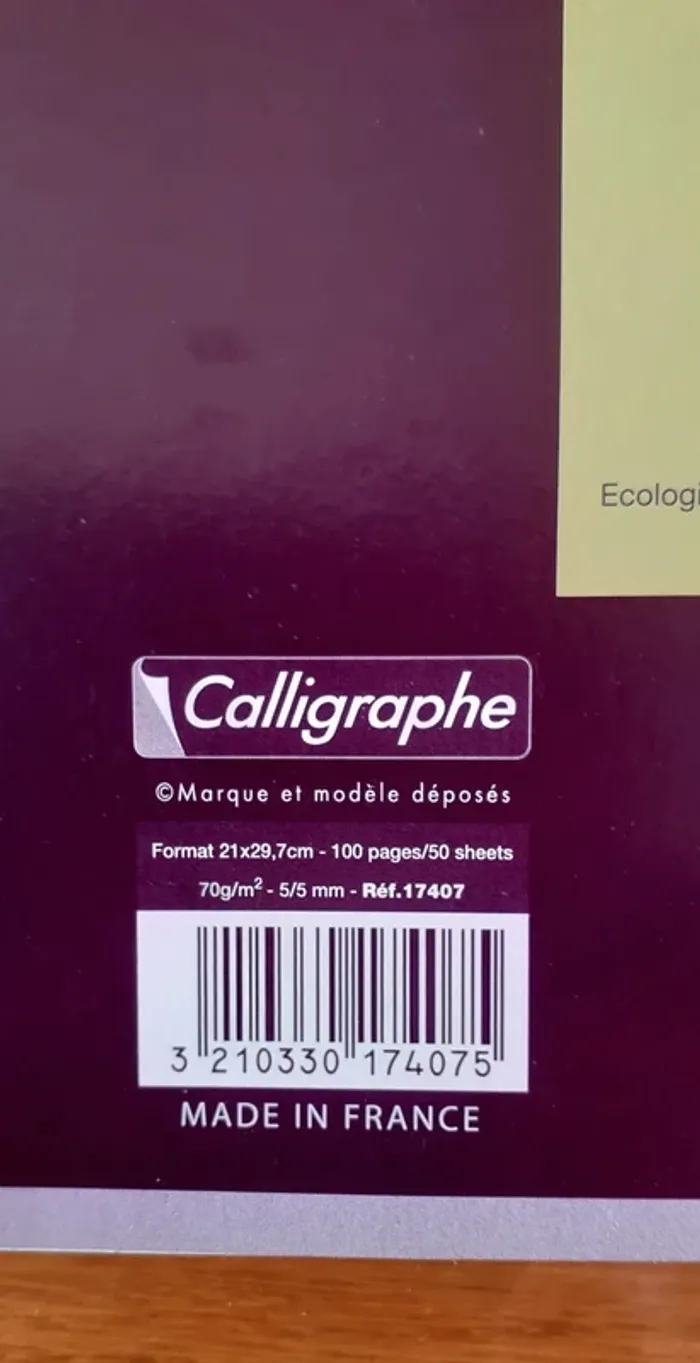 Ecologi
Calligraphe
©Marque et modèle déposés
Format 21x29,7cm - 100 pages/50 sheets
70g/m² - 5/5 mm - Réf.17407
3 210330 174075
MADE IN FRANCE